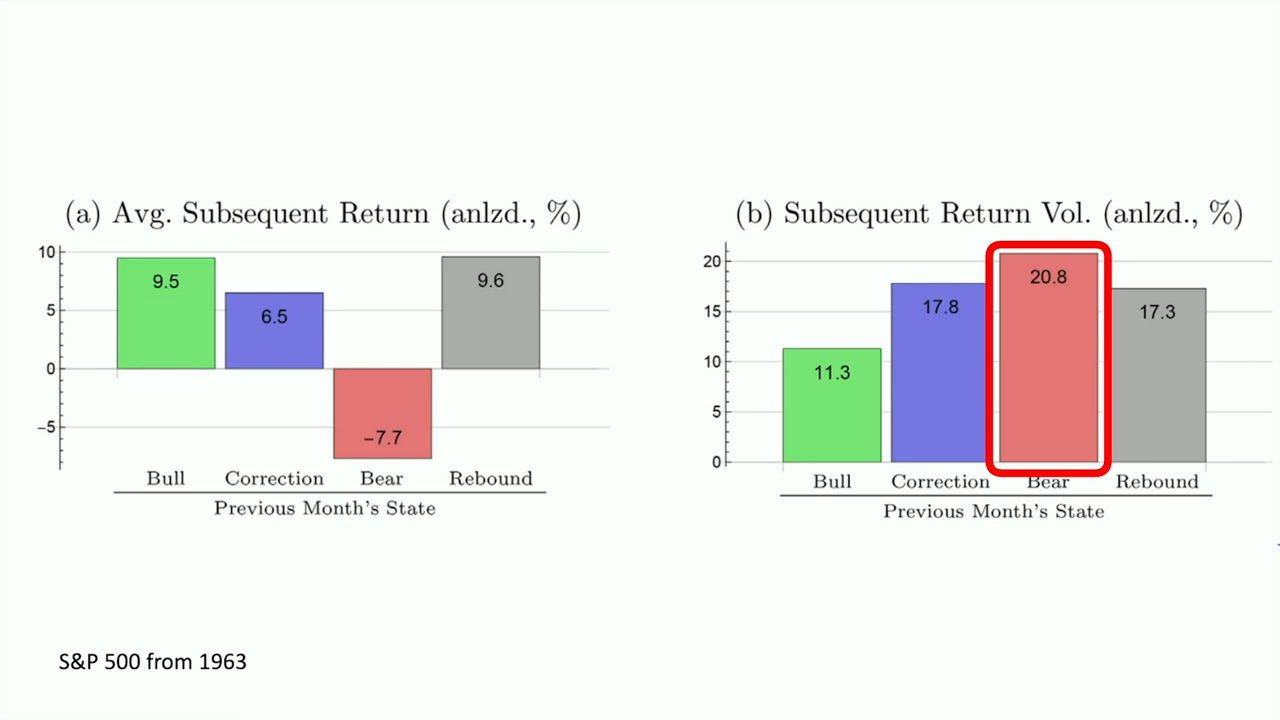 (a) Avg. Subsequent Return (anlzd., %)
10
5
0
−5
9.5
6.5
−7.7
9.6
Bull Correction Bear Rebound
Previous Month's State
(b) Subsequent Return Vol. (anlzd., %)
20
15
10
5
0
11.3
17.8
20.8
17.3
Bull Correction Bear Rebound
Previous Month's State
S&P 500 from 1963